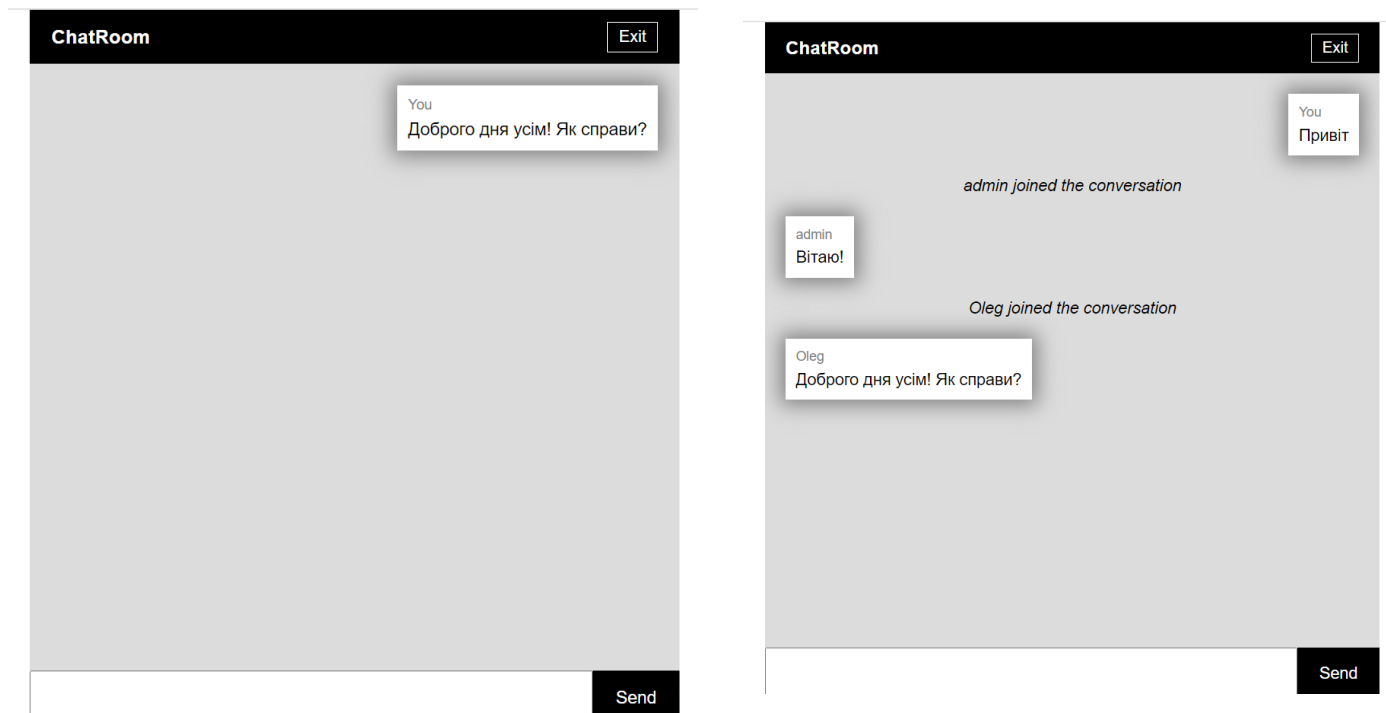 ChatRoom
Exit
You
Доброго дня усім! Як справи?
Send
ChatRoom
Exit
You
Привіт
admin joined the conversation
admin
Вітаю!
Oleg joined the conversation
Oleg
Доброго дня усім! Як справи?
Send